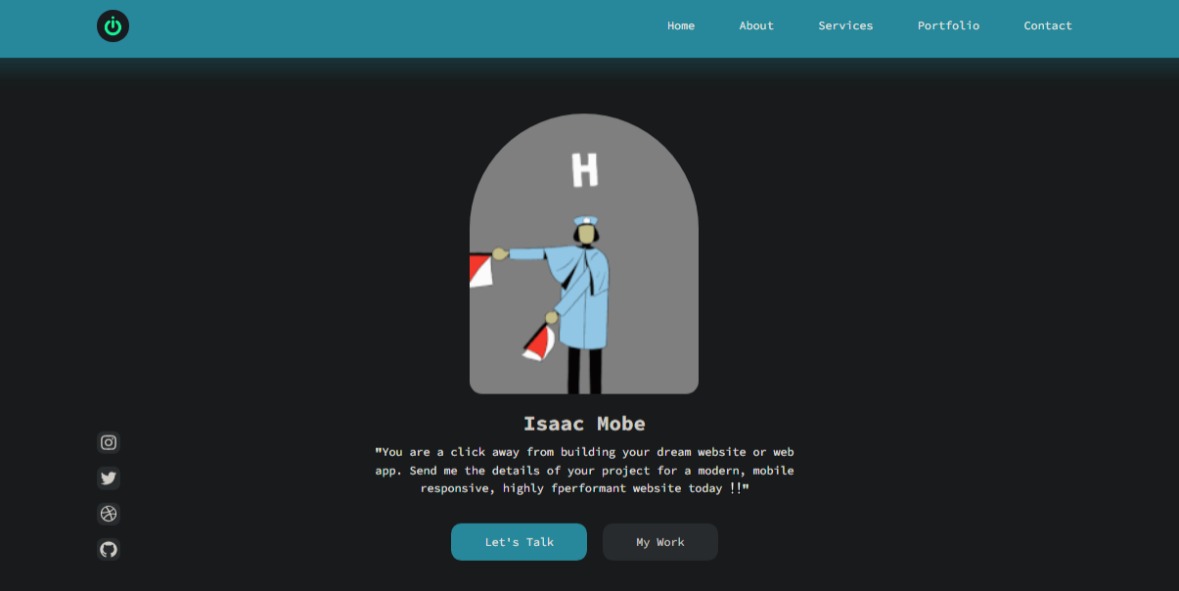 Home About Services Portfolio Contact
H
Isaac Mobe
"You are a click away from building your dream website or web
app. Send me the details of your project for a modern, mobile
responsive, highly fperformant website today !!"
Let's Talk My Work